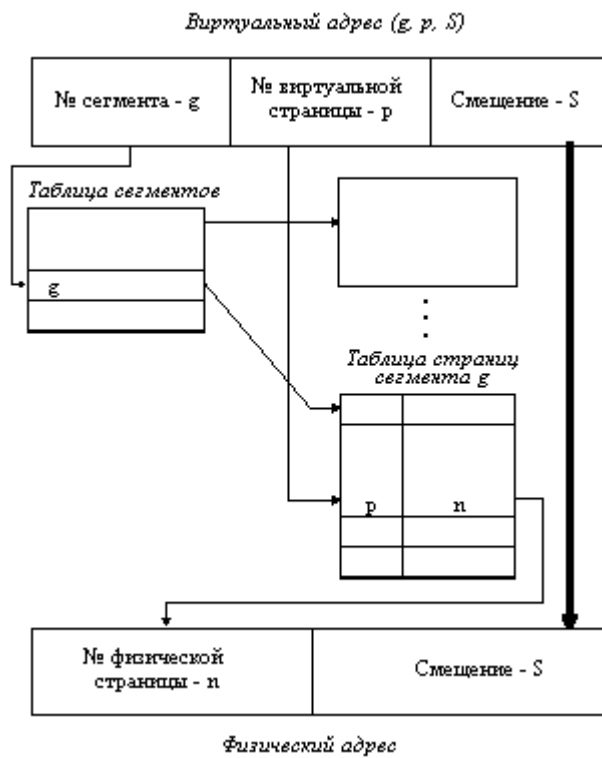 Виртуальный адрес (g, p, S)
№ сегмента - g
№ виртуальной
страницы - p
Смещение - S
Таблица сегментов
g
Таблица страниц
сегмента g
p
n
№ физической
страницы - n
Смещение - S
Физический адрес